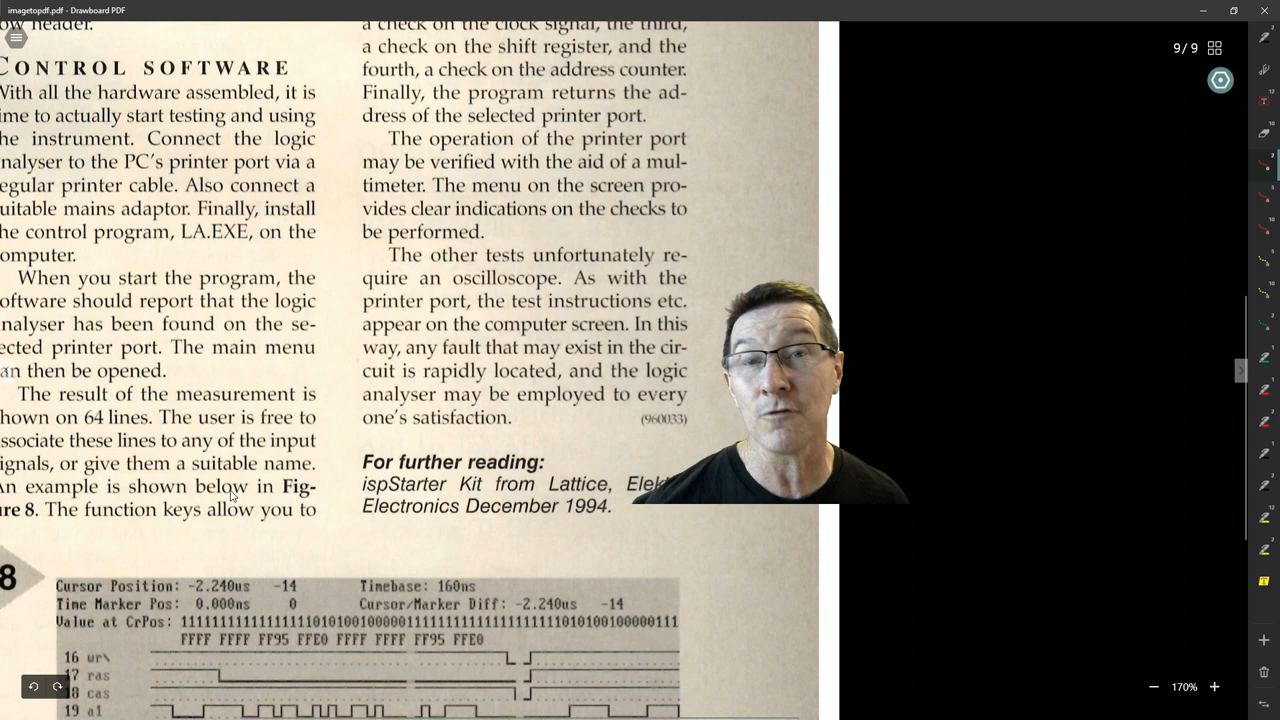 imagetopdf.pdf - Drawboard PDF
9/9
ow header.
CONTROL SOFTWARE
With all the hardware assembled, it is
ime to actually start testing and using
he instrument. Connect the logic
nalyser to the PC's printer port via a
egular printer cable. Also connect a
uitable mains adaptor. Finally, install
he control program, LA.EXE, on the
omputer.
When you start the program, the
oftware should report that the logic
nalyser has been found on the se-
ected printer port. The main menu
an then be opened.
The result of the measurement is
hown on 64 lines. The user is free to
ssociate these lines to any of the input
ignals, or give them a suitable name.
An example is shown below in Fig-
ure 8. The function keys allow you to
a check on the clock signal, the third,
a check on the shift register, and the
fourth, a check on the address counter.
Finally, the program returns the ad-
dress of the selected printer port.
The operation of the printer port
may be verified with the aid of a mul-
timeter. The menu on the screen pro-
vides clear indications on the checks to
be performed.
The other tests unfortunately re-
quire an oscilloscope. As with the
printer port, the test instructions etc.
appear on the computer screen. In this
way, any fault that may exist in the cir-
cuit is rapidly located, and the logic
analyser may be employed to every
one's satisfaction. (960033)
For further reading:
ispStarter Kit from Lattice, Elek
Electronics December 1994.
8
Cursor Position: -2.240us -14 Timebase: 160ns
Time Marker Pos: 0.000ns 0 Cursor/Marker Diff: -2.240us -14
Value at CrPos:
FFFF FFFF FF95 FFE0 FFFF FFFF FF95 FFE0
16 wr\
17 ras
18 cas
19 a1
170%